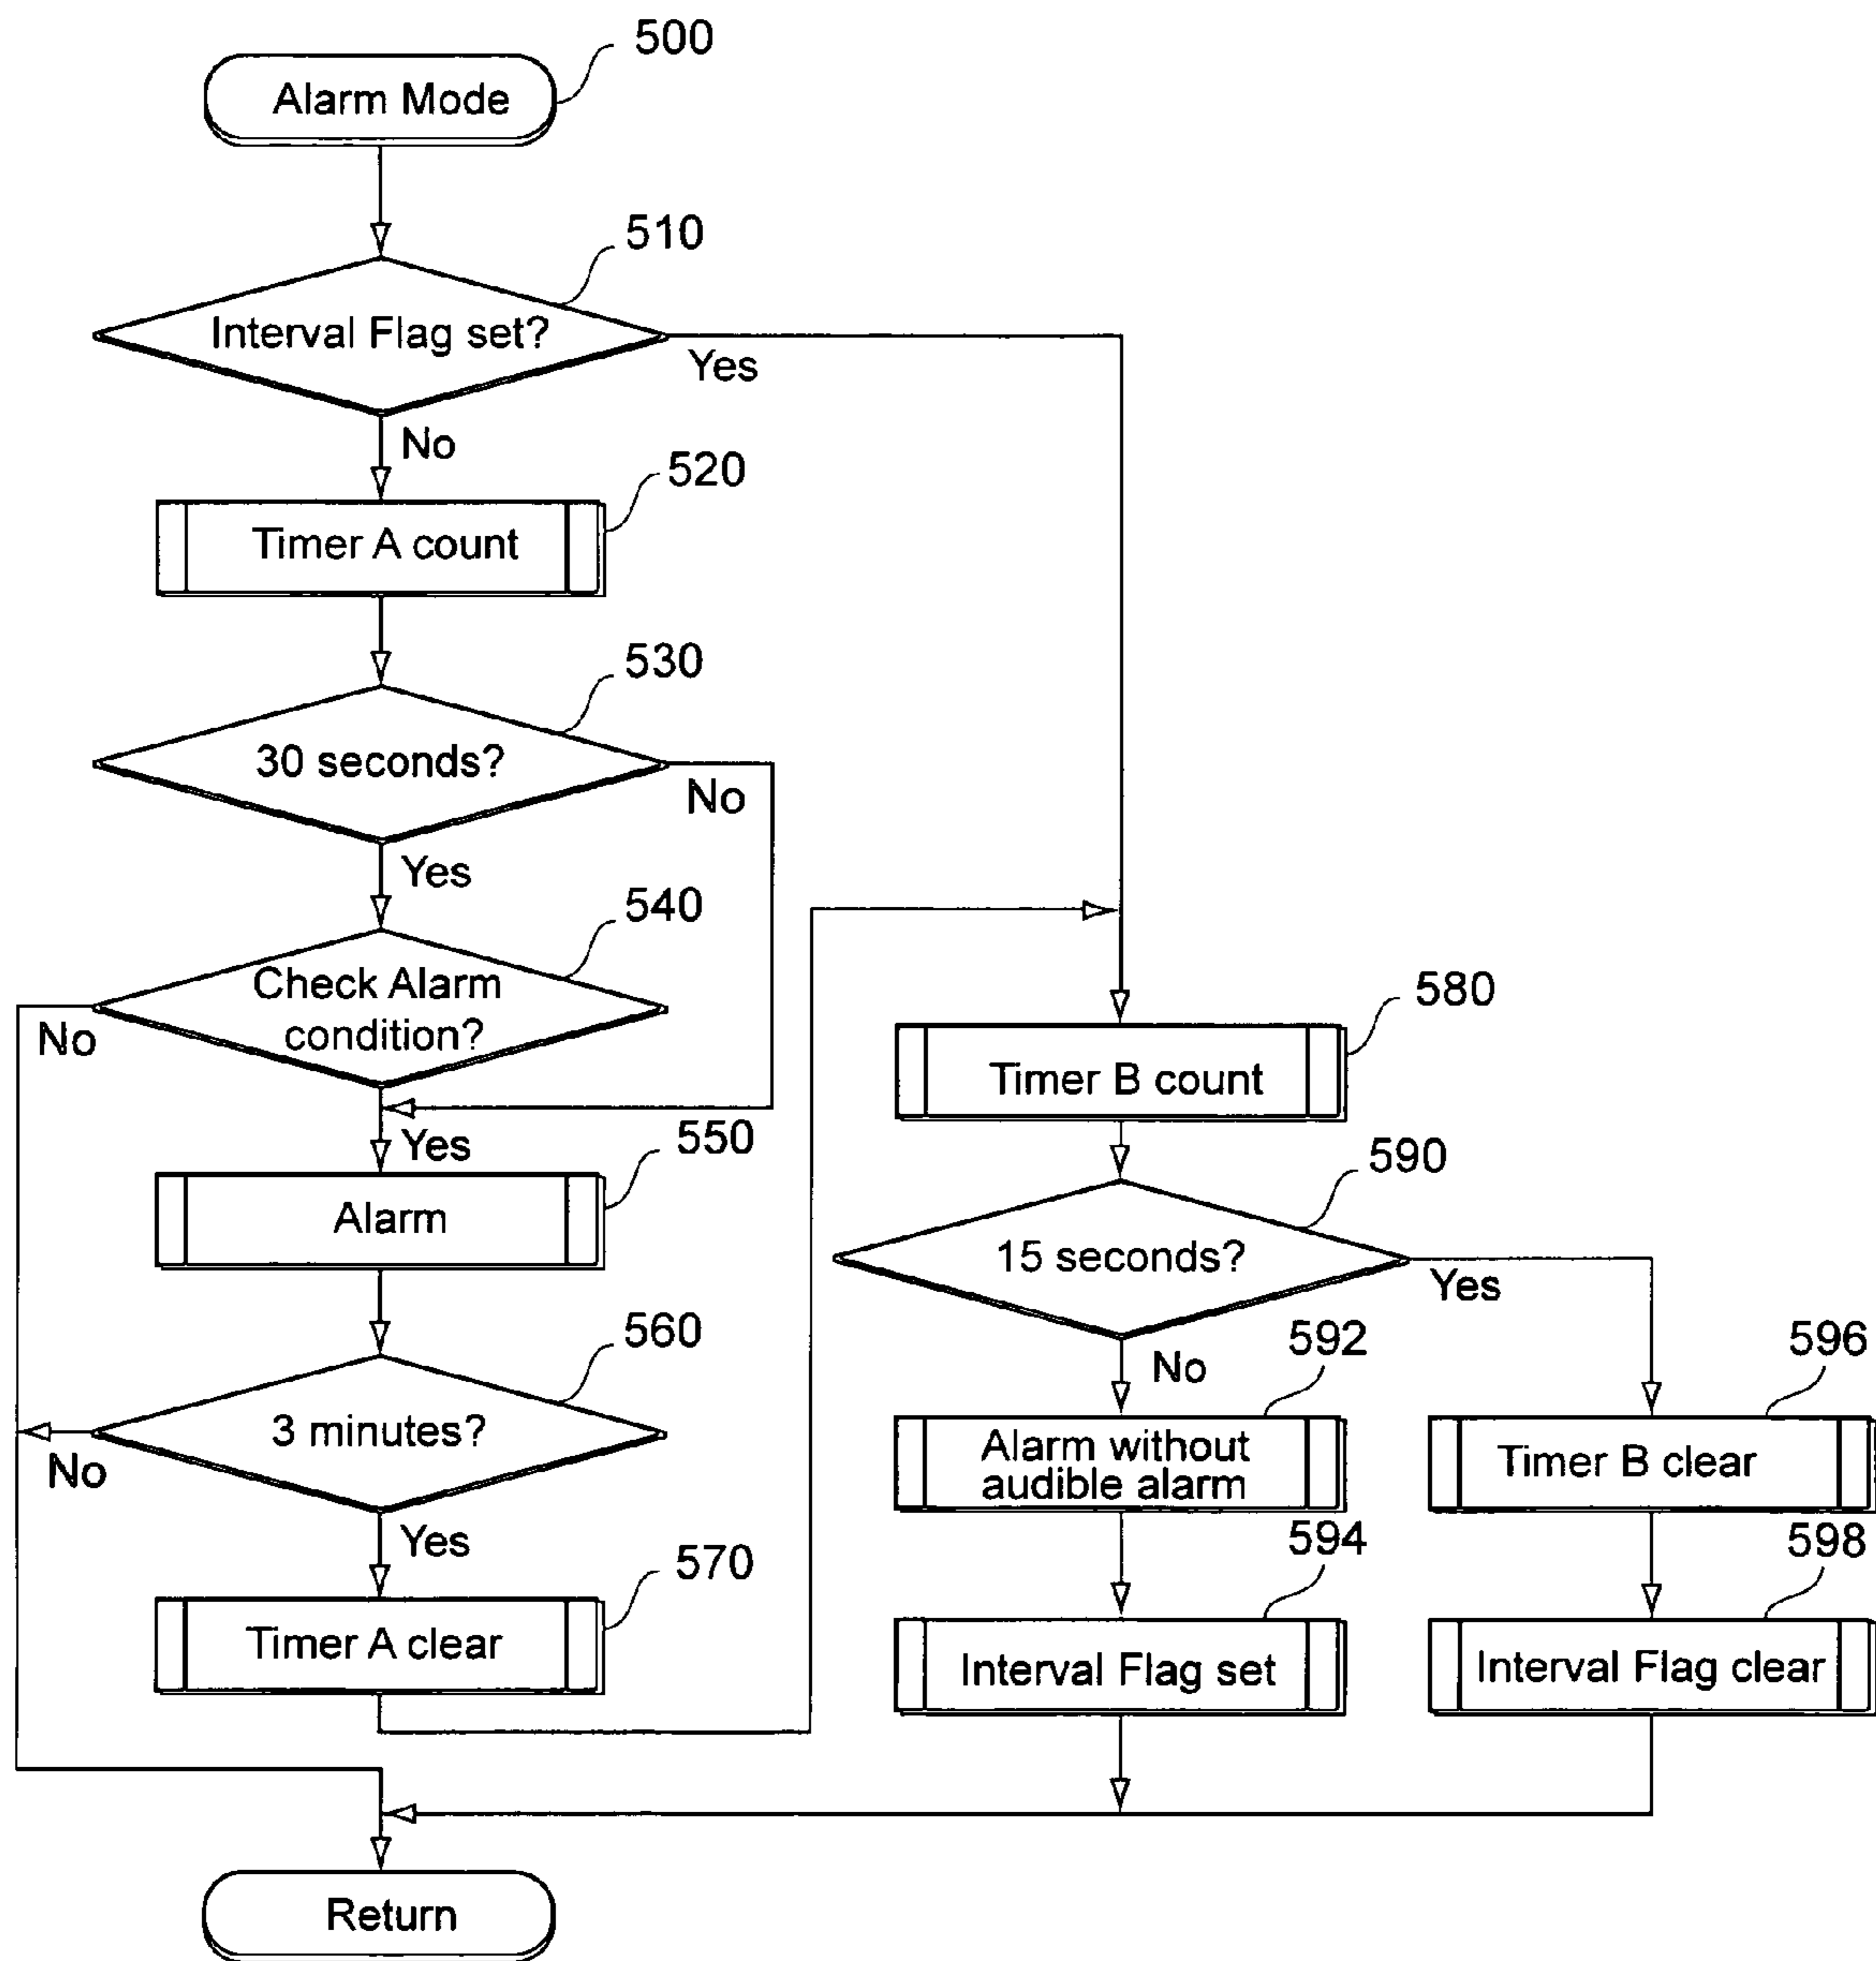 500
Alarm Mode
510
Interval Flag set?
Yes
No
520
Timer A count
530
30 seconds?
No
Yes
540
Check Alarm
condition?
No
Yes
550
Alarm
560
3 minutes?
No
Yes
570
Timer A clear
580
Timer B count
590
15 seconds?
Yes
No
592
Alarm without
audible alarm
594
Interval Flag set
596
Timer B clear
598
Interval Flag clear
Return